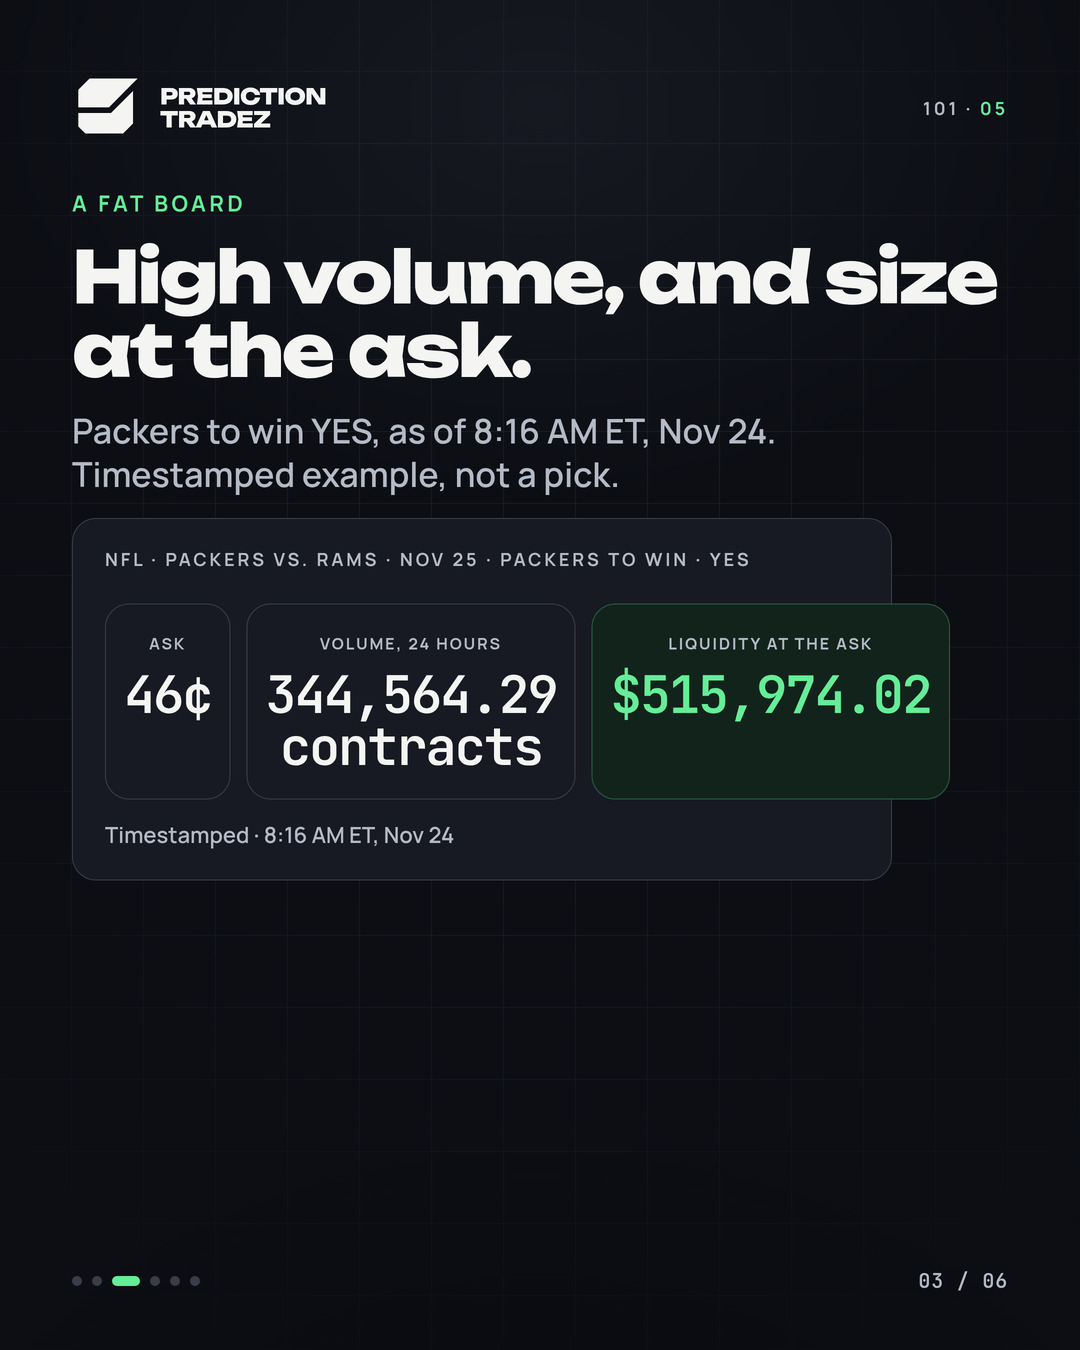 PREDICTION
TRADEZ
101 · 05
A FAT BOARD
High volume, and size
at the ask.
Packers to win YES, as of 8:16 AM ET, Nov 24.
Timestamped example, not a pick.
NFL · PACKERS VS. RAMS · NOV 25 · PACKERS TO WIN · YES
ASK
46¢
VOLUME, 24 HOURS
344,564.29
contracts
LIQUIDITY AT THE ASK
$515,974.02
Timestamped · 8:16 AM ET, Nov 24
03 / 06